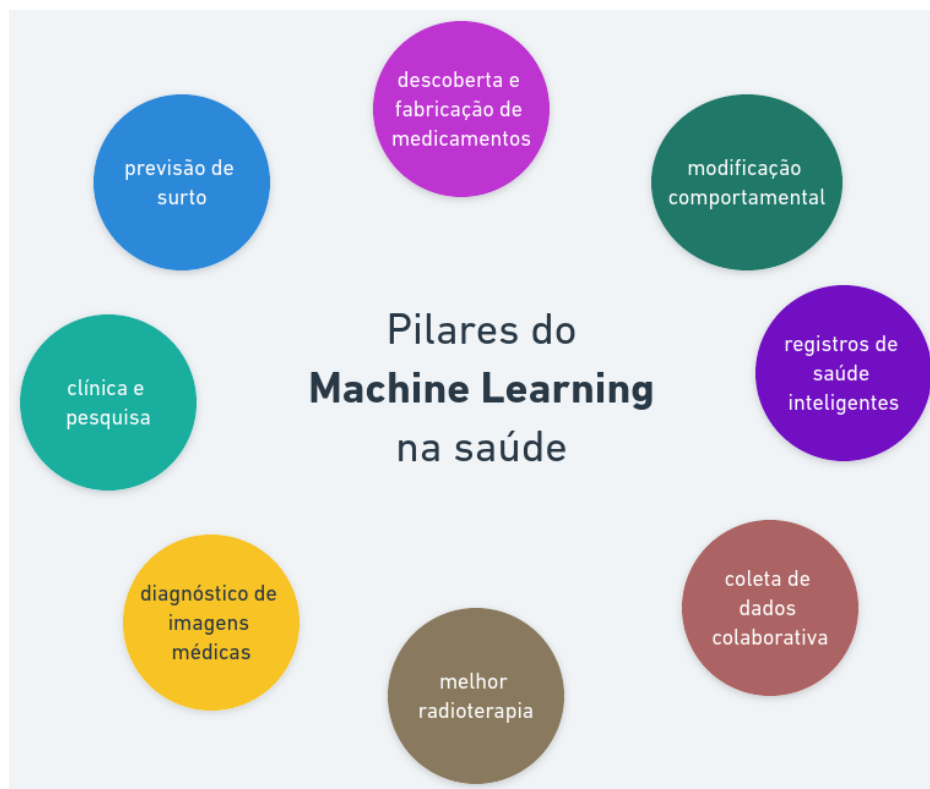 descoberta e
fabricação de
medicamentos
previsão de
surto
modificação
comportamental
Pilares do
Machine Learning
na saúde
registros de
saúde
inteligentes
clínica e
pesquisa
coleta de
dados
colaborativa
diagnóstico de
imagens
médicas
melhor
radioterapia